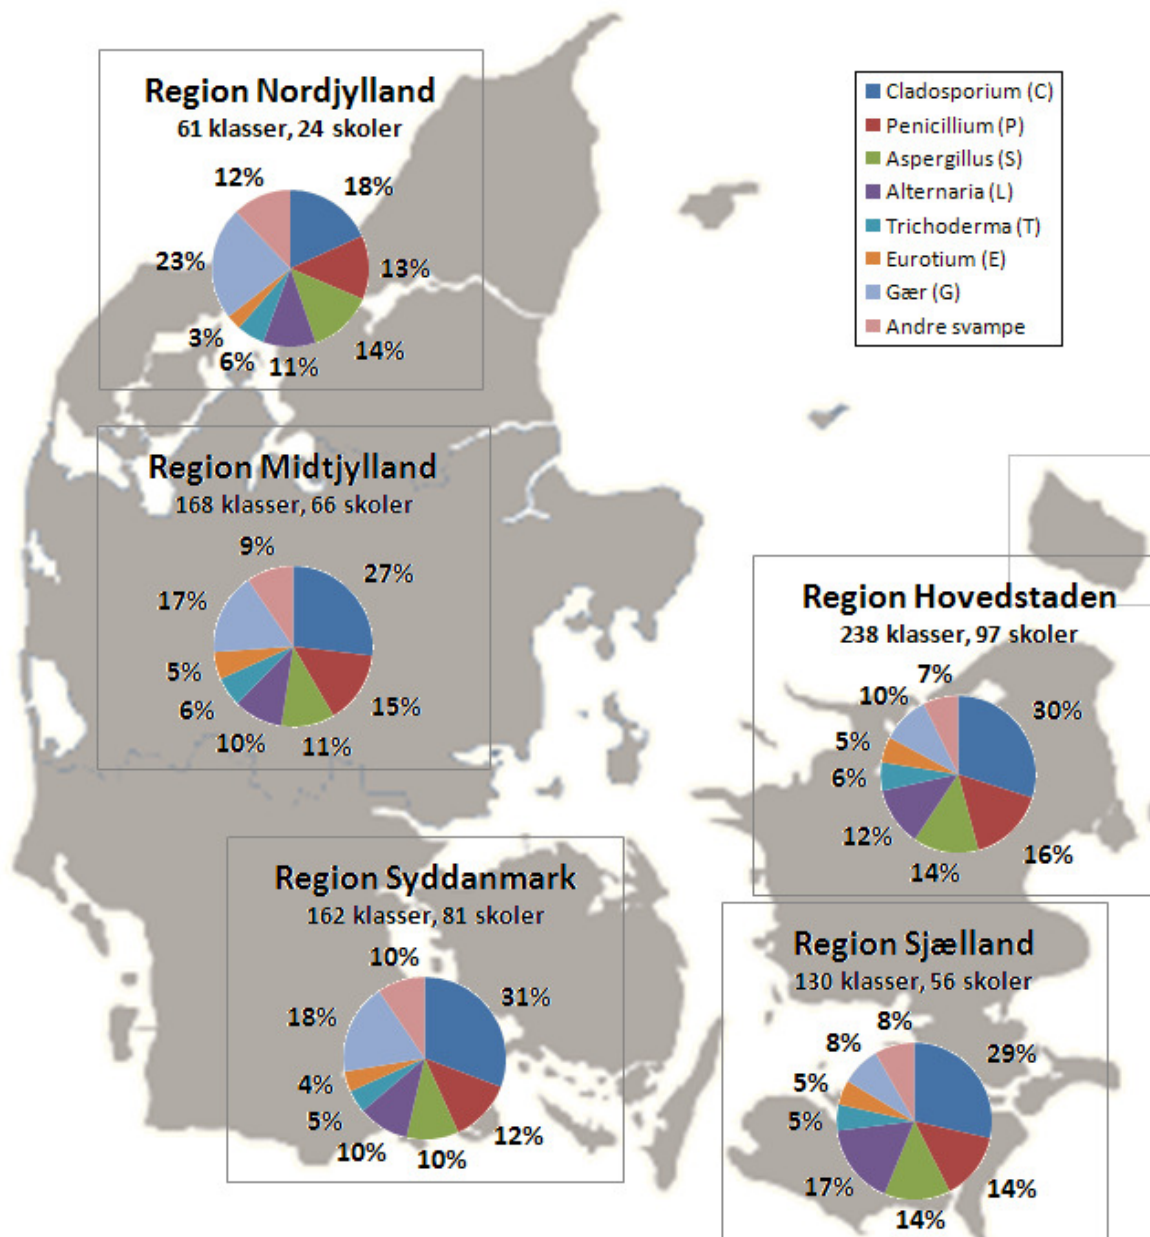 Region Nordjylland
61 klasser, 24 skoler
12%
18%
23%
13%
3%
6%
11%
14%
Cladosporium (C)
Penicillium (P)
Aspergillus (S)
Alternaria (L)
Trichoderma (T)
Eurotium (E)
Gær (G)
Andre svampe
Region Midtjylland
168 klasser, 66 skoler
9%
27%
17%
5%
6%
15%
10%
11%
Region Hovedstaden
238 klasser, 97 skoler
7%
10%
30%
5%
6%
12%
16%
14%
Region Syddanmark
162 klasser, 81 skoler
10%
31%
18%
4%
5%
12%
10%
10%
Region Sjælland
130 klasser, 56 skoler
8%
8%
29%
5%
5%
17%
14%
14%